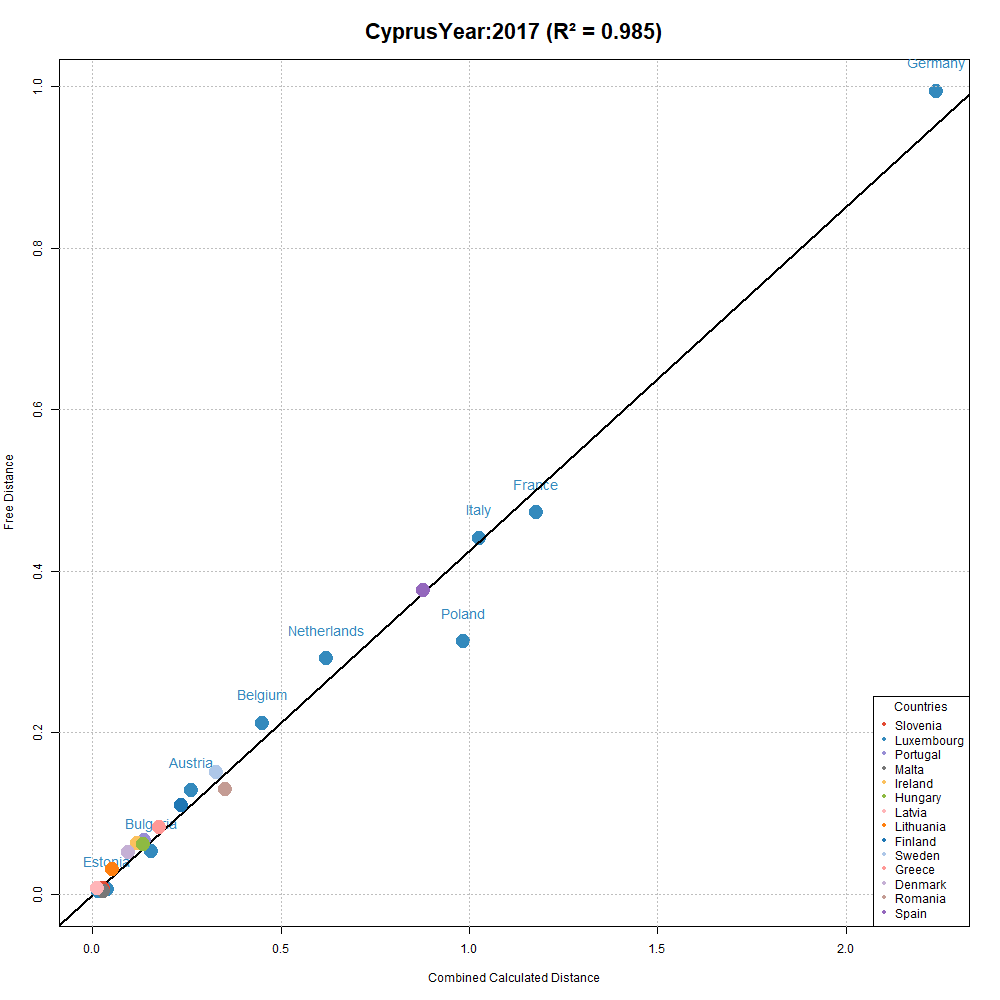 CyprusYear:2017 (R² = 0.985)
Germany
France
Italy
Poland
Netherlands
Belgium
Austria
Bulgaria
Estonia
1.0
0.8
0.6
0.4
0.2
0.0
Free Distance
0.0 0.5 1.0 1.5 2.0
Combined Calculated Distance
Countries
Slovenia
Luxembourg
Portugal
Malta
Ireland
Hungary
Latvia
Lithuania
Finland
Sweden
Greece
Denmark
Romania
Spain